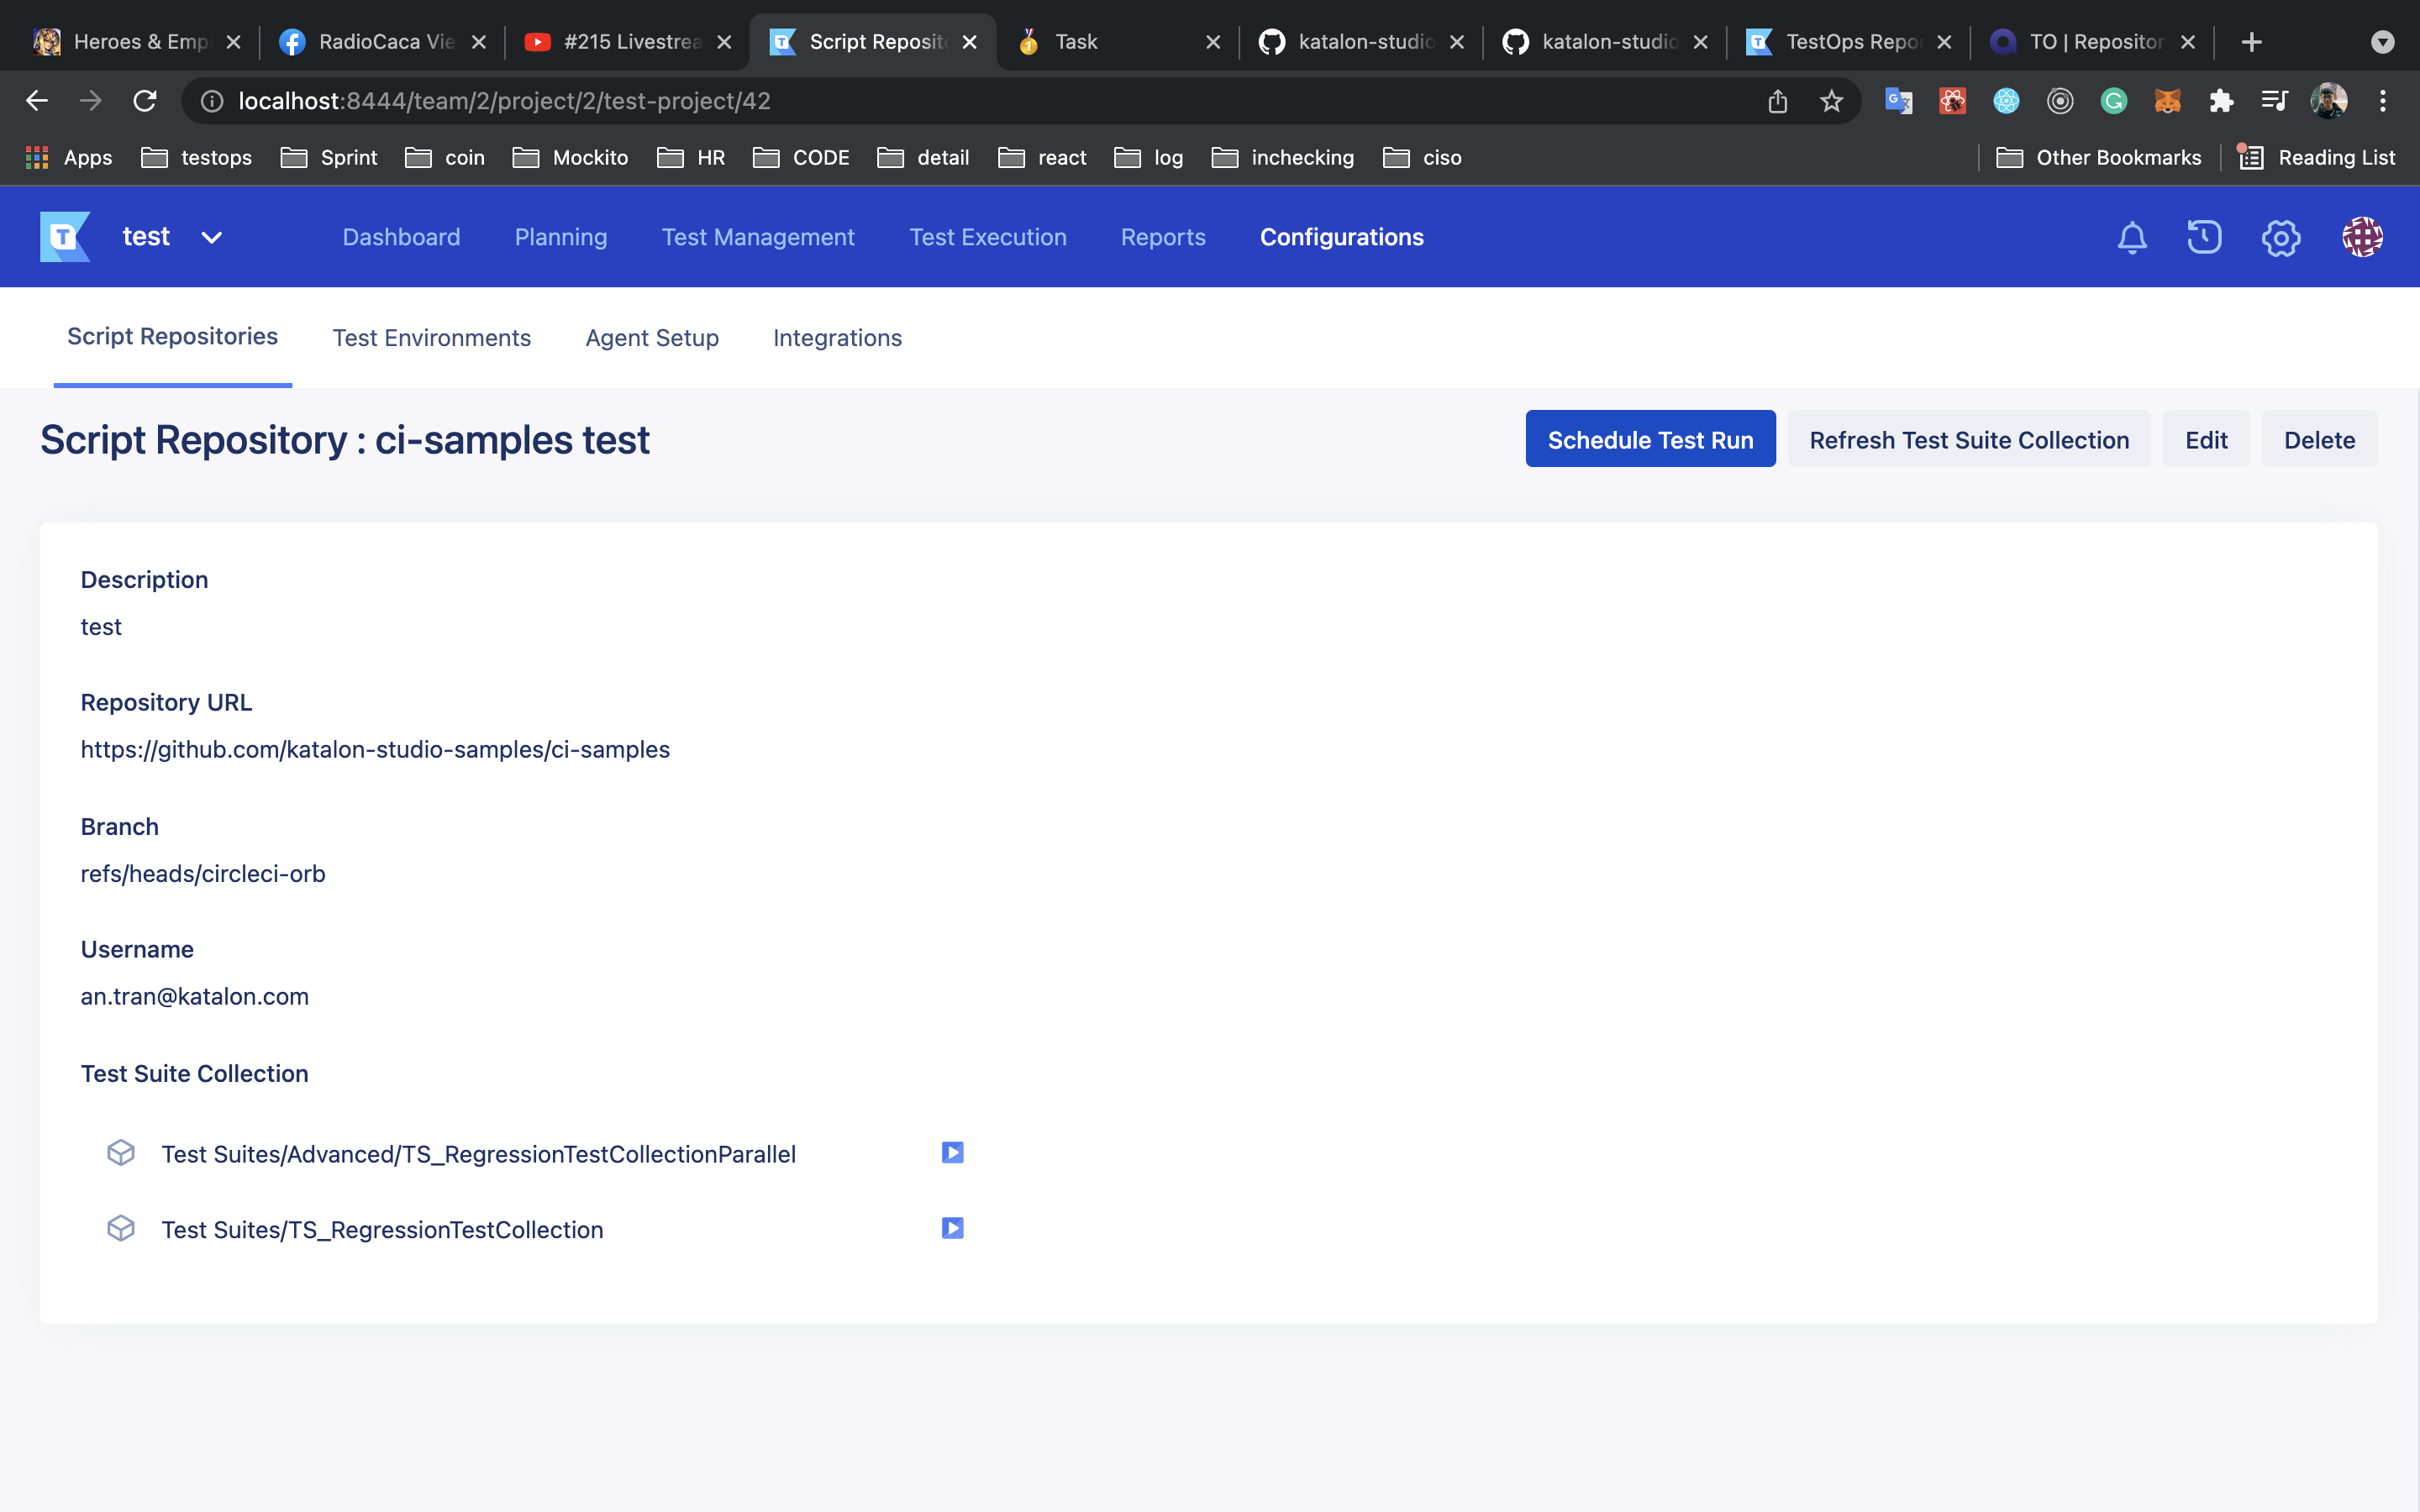 Heroes & Emp
RadioCaca Vie
#215 Livestrea
Script Reposito
Task
katalon-studio
katalon-studio
TestOps Repo
TO | Repositor
localhost:8444/team/2/project/2/test-project/42
Apps testops Sprint coin Mockito HR CODE detail react log inchecking ciso Other Bookmarks Reading List
T test Dashboard Planning Test Management Test Execution Reports Configurations
Script Repositories Test Environments Agent Setup Integrations
Script Repository : ci-samples test
Schedule Test Run Refresh Test Suite Collection Edit Delete
Description
test
Repository URL
https://github.com/katalon-studio-samples/ci-samples
Branch
refs/heads/circleci-orb
Username
an.tran@katalon.com
Test Suite Collection
Test Suites/Advanced/TS_RegressionTestCollectionParallel
Test Suites/TS_RegressionTestCollection